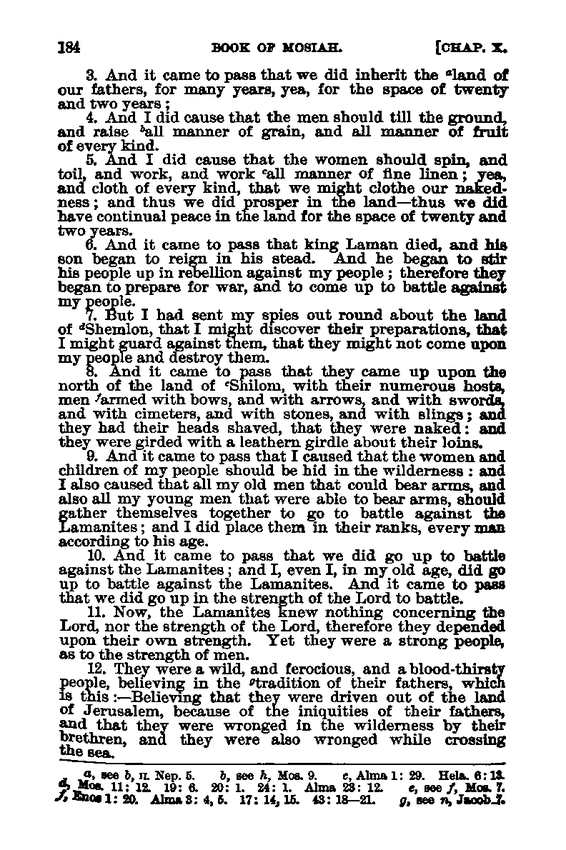 184 BOOK OF MOSIAH. [CHAP. X.
3. And it came to pass that we did inherit the ᵃland of
our fathers, for many years, yea, for the space of twenty
and two years;
4. And I did cause that the men should till the ground,
and raise ᵇall manner of grain, and all manner of fruit
of every kind.
5. And I did cause that the women should spin, and
toil, and work, and work ᶜall manner of fine linen; yea,
and cloth of every kind, that we might clothe our naked-
ness; and thus we did prosper in the land—thus we did
have continual peace in the land for the space of twenty and
two years.
6. And it came to pass that king Laman died, and his
son began to reign in his stead. And he began to stir
his people up in rebellion against my people; therefore they
began to prepare for war, and to come up to battle against
my people.
7. But I had sent my spies out round about the land
of ᵈShemlon, that I might discover their preparations, that
I might guard against them, that they might not come upon
my people and destroy them.
8. And it came to pass that they came up upon the
north of the land of ᵉShilom, with their numerous hosts,
men ᶠarmed with bows, and with arrows, and with swords,
and with cimeters, and with stones, and with slings; and
they had their heads shaved, that they were naked: and
they were girded with a leathern girdle about their loins.
9. And it came to pass that I caused that the women and
children of my people should be hid in the wilderness: and
I also caused that all my old men that could bear arms, and
also all my young men that were able to bear arms, should
gather themselves together to go to battle against the
Lamanites; and I did place them in their ranks, every man
according to his age.
10. And it came to pass that we did go up to battle
against the Lamanites; and I, even I, in my old age, did go
up to battle against the Lamanites. And it came to pass
that we did go up in the strength of the Lord to battle.
11. Now, the Lamanites knew nothing concerning the
Lord, nor the strength of the Lord, therefore they depended
upon their own strength. Yet they were a strong people,
as to the strength of men.
12. They were a wild, and ferocious, and a blood-thirsty
people, believing in the ᵍtradition of their fathers, which
is this:—Believing that they were driven out of the land
of Jerusalem, because of the iniquities of their fathers,
and that they were wronged in the wilderness by their
brethren, and they were also wronged while crossing
the sea.
a, see b, II. Nep. 5. b, see h, Mos. 9. c, Alma 1: 29. Hela. 6: 13.
d, Mos. 11: 12. 19: 6. 20: 1. 24: 1. Alma 23: 12. e, see f, Mos. 7.
f, Enos 1: 20. Alma 3: 4, 5. 17: 14, 15. 43: 18—21. g, see n, Jacob 7.